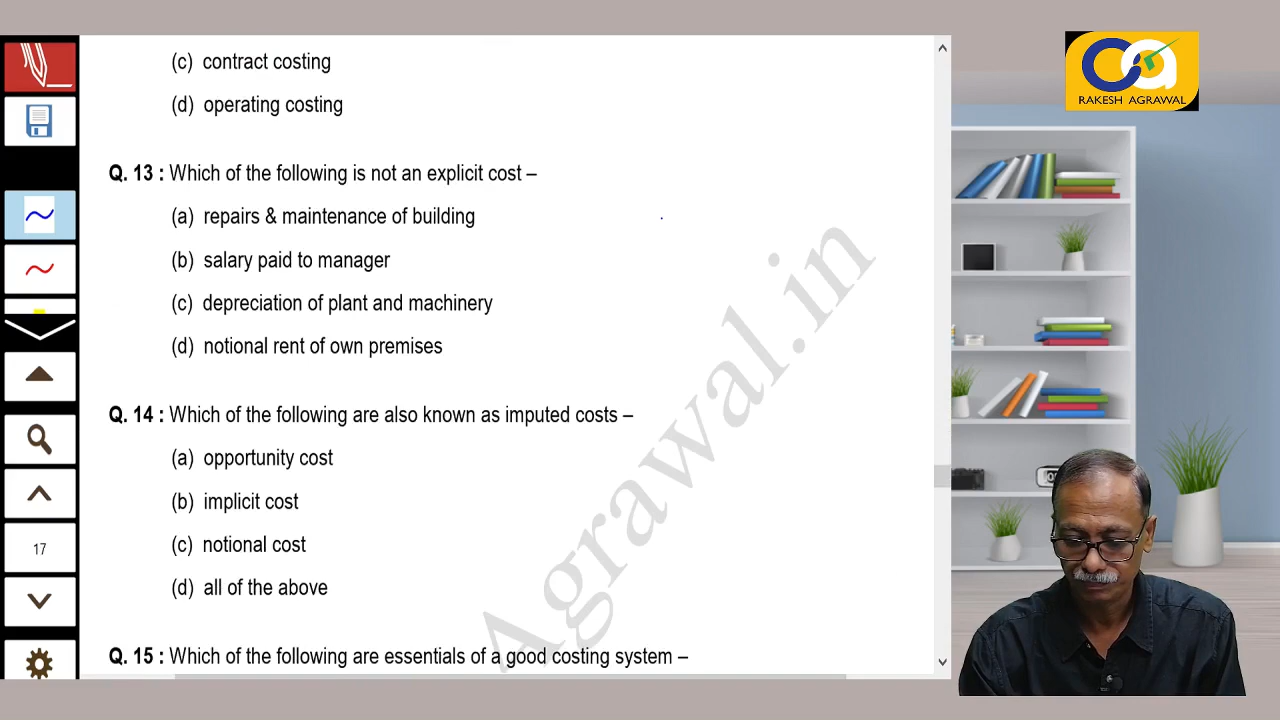 RAKESH AGRAWAL
(c) contract costing
(d) operating costing
Q. 13 : Which of the following is not an explicit cost –
(a) repairs & maintenance of building
(b) salary paid to manager
(c) depreciation of plant and machinery
(d) notional rent of own premises
Q. 14 : Which of the following are also known as imputed costs –
(a) opportunity cost
(b) implicit cost
(c) notional cost
(d) all of the above
Q. 15 : Which of the following are essentials of a good costing system –
17
Agrawal.in